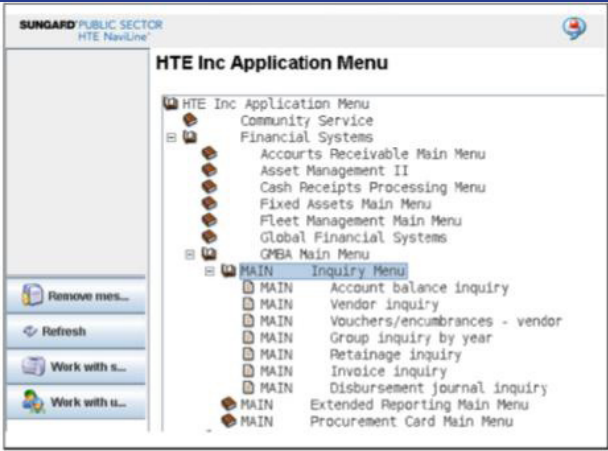 SUNGARD PUBLIC SECTOR
HTE NaviLine
HTE Inc Application Menu
HTE Inc Application Menu
Community Service
Financial Systems
Accounts Receivable Main Menu
Asset Management II
Cash Receipts Processing Menu
Fixed Assets Main Menu
Fleet Management Main Menu
Global Financial Systems
GMBA Main Menu
MAIN Inquiry Menu
MAIN Account balance inquiry
MAIN Vendor inquiry
MAIN Vouchers/encumbrances - vendor
MAIN Group inquiry by year
MAIN Retainage inquiry
MAIN Invoice inquiry
MAIN Disbursement journal inquiry
MAIN Extended Reporting Main Menu
MAIN Procurement Card Main Menu
Remove mes...
Refresh
Work with s...
Work with u...